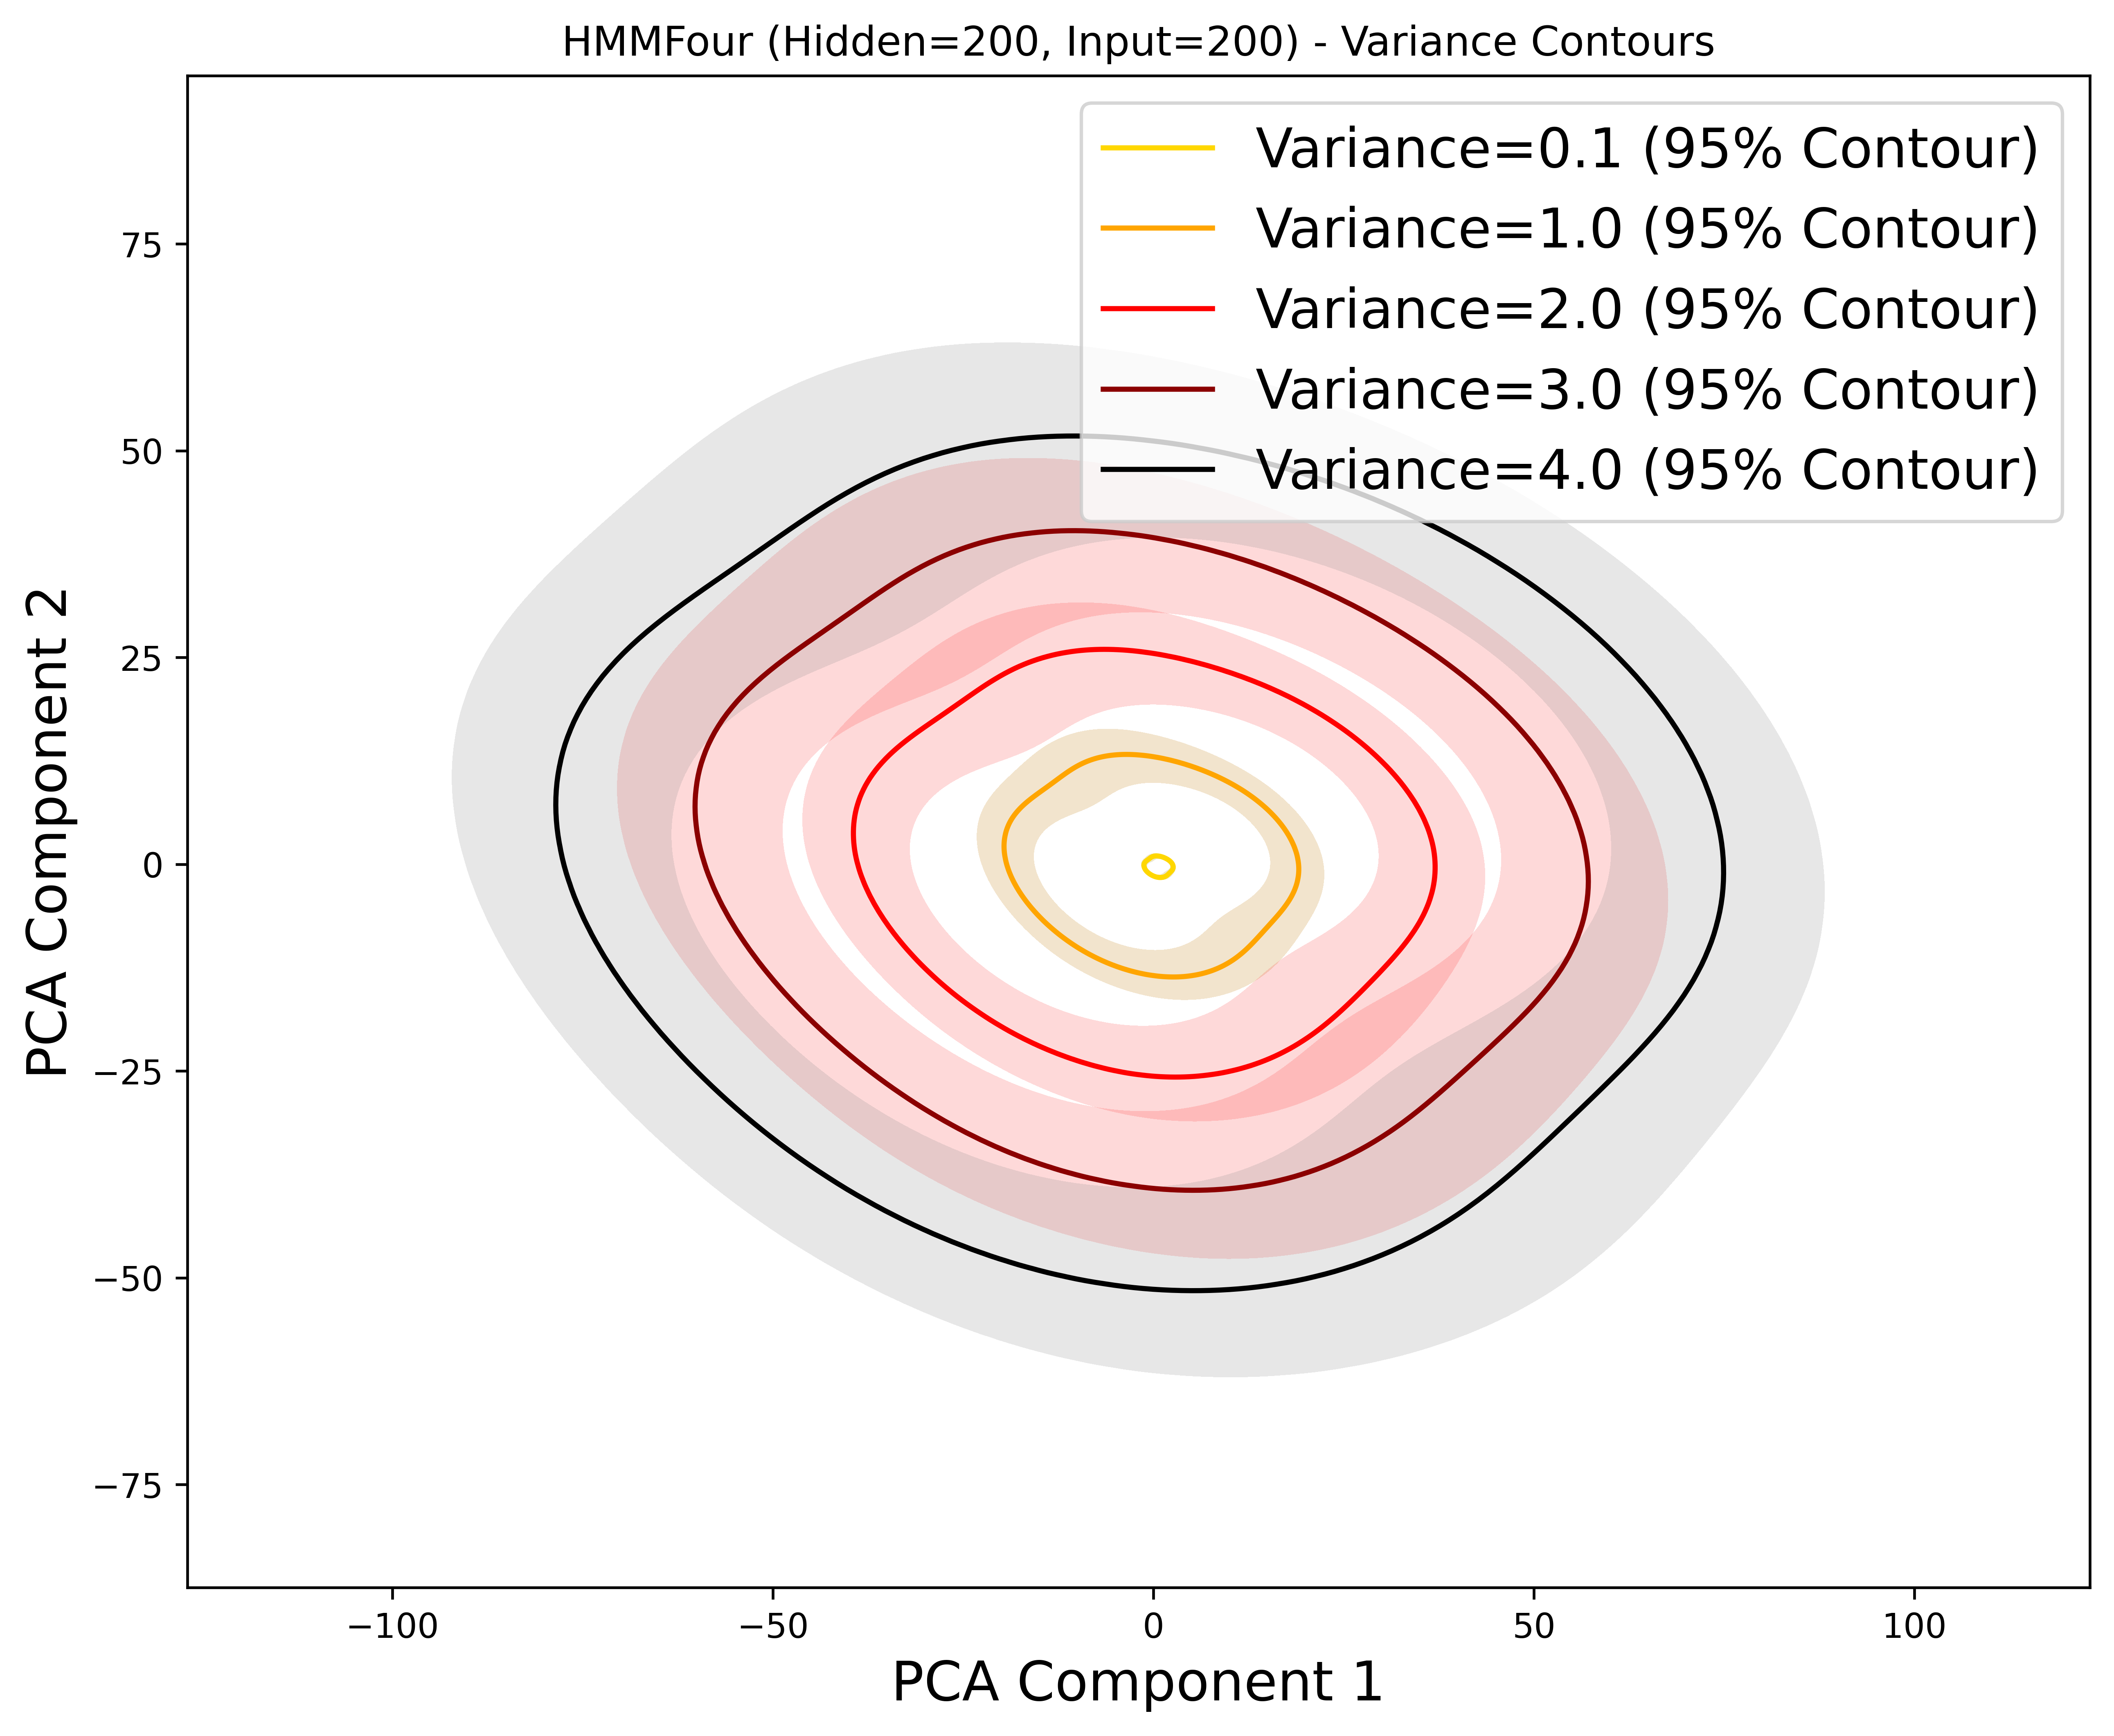 HMMFour (Hidden=200, Input=200) - Variance Contours
Variance=0.1 (95% Contour)
Variance=1.0 (95% Contour)
Variance=2.0 (95% Contour)
Variance=3.0 (95% Contour)
Variance=4.0 (95% Contour)
75
50
25
0
−25
−50
−75
PCA Component 2
−100
−50
0
50
100
PCA Component 1